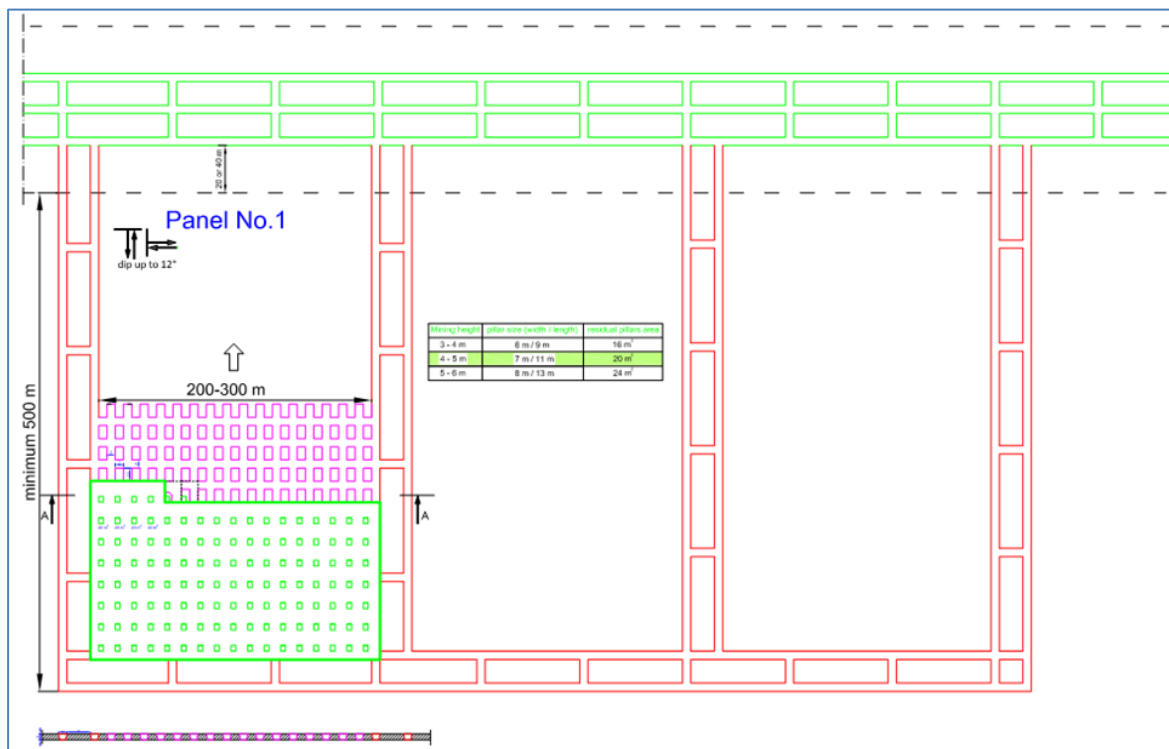 20 or 40 m
Panel No.1
dip up to 12°
200-300 m
minimum 500 m
Mining height pillar size (width / length) residual pillars area
3 - 4 m 6 m / 9 m 16 m²
4 - 5 m 7 m / 11 m 20 m²
5 - 6 m 8 m / 13 m 24 m²
A A